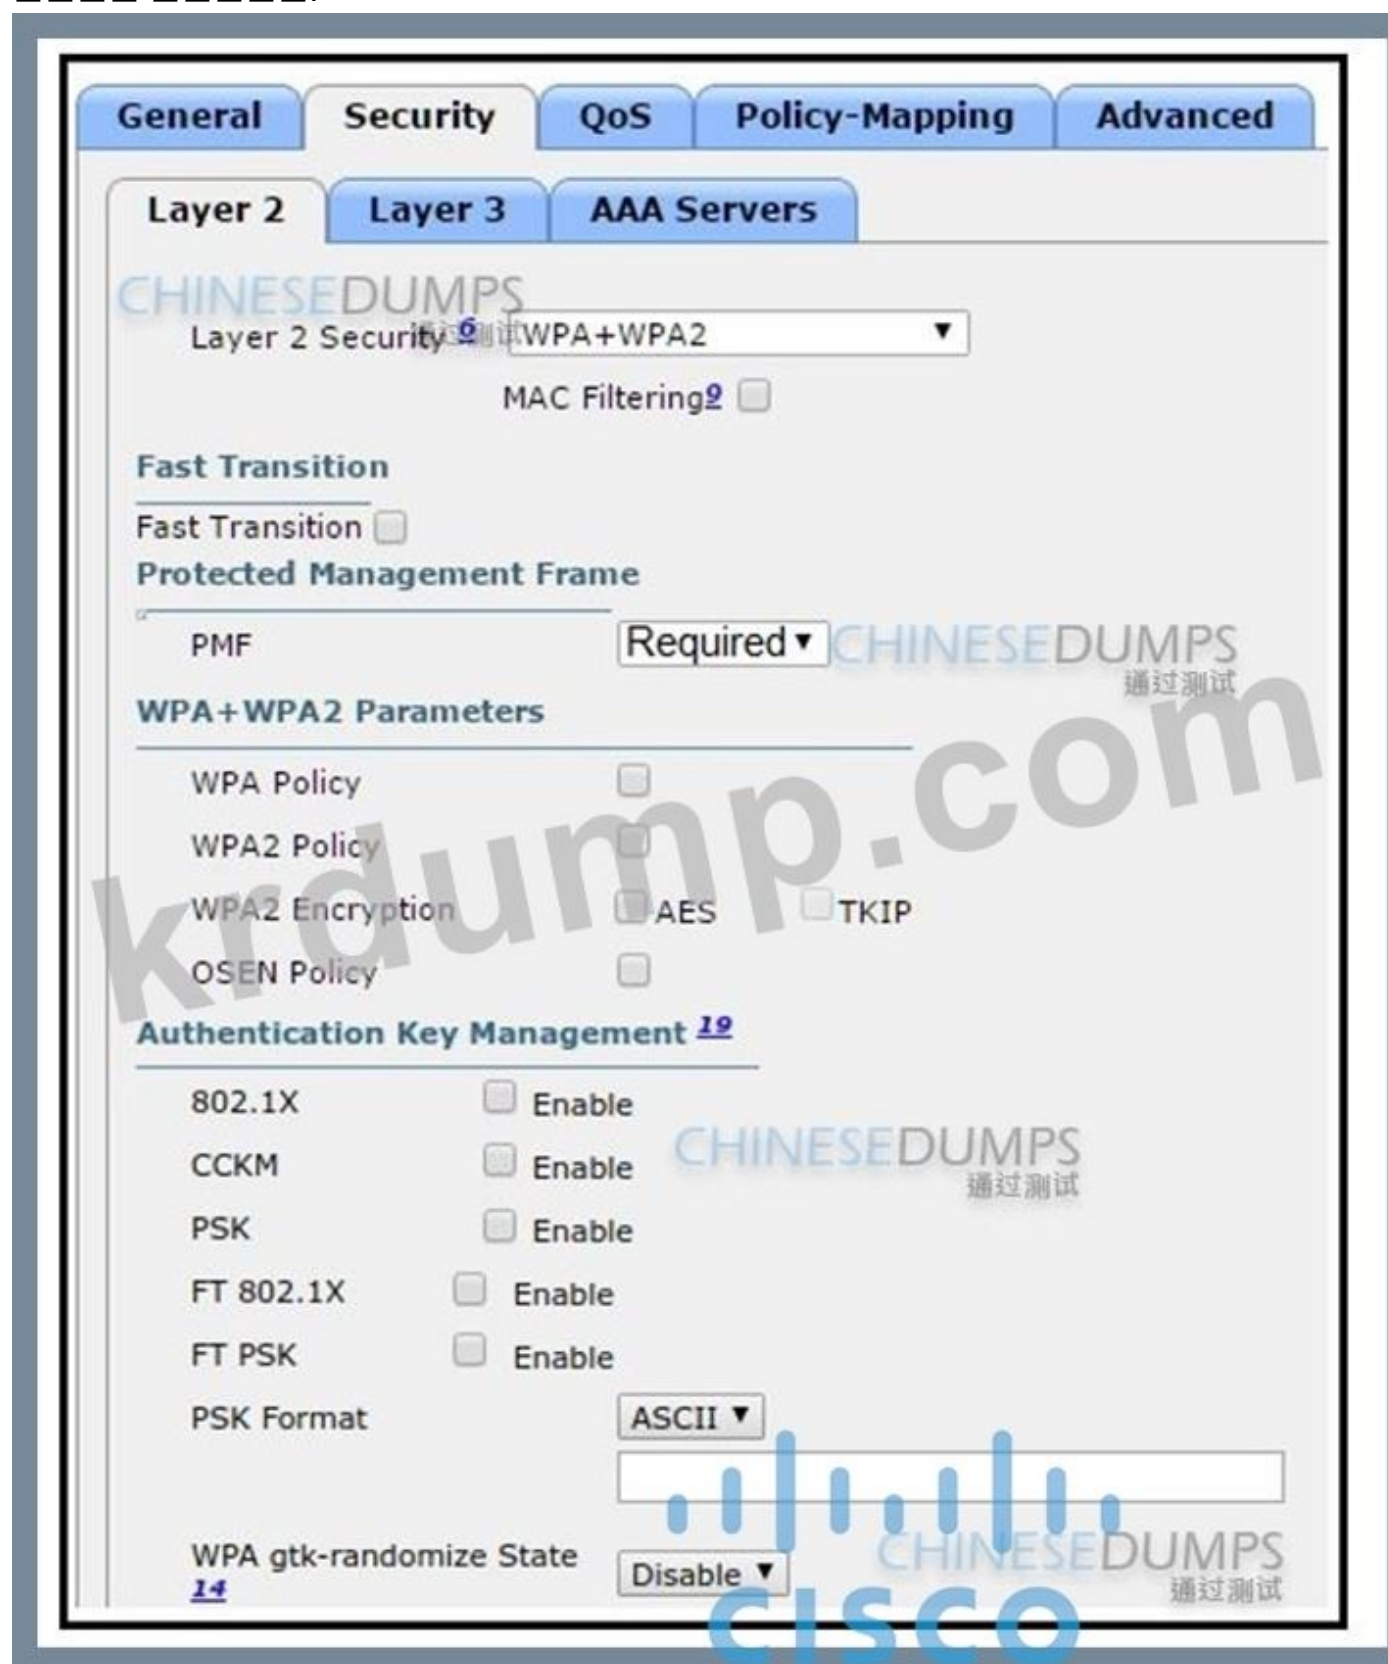 General Security QoS Policy-Mapping Advanced
Layer 2 Layer 3 AAA Servers
CHINESEDUMPS
通过测试
Layer 2 Security 6 WPA+WPA2
MAC Filtering 9
Fast Transition
Fast Transition
Protected Management Frame
PMF Required
CHINESEDUMPS
通过测试
WPA+WPA2 Parameters
WPA Policy
WPA2 Policy
WPA2 Encryption AES TKIP
OSEN Policy
krdump.com
Authentication Key Management 19
802.1X Enable
CCKM Enable
CHINESEDUMPS
通过测试
PSK Enable
FT 802.1X Enable
FT PSK Enable
PSK Format ASCII
WPA gtk-randomize State Disable
14
CHINESEDUMPS
通过测试
CISCO